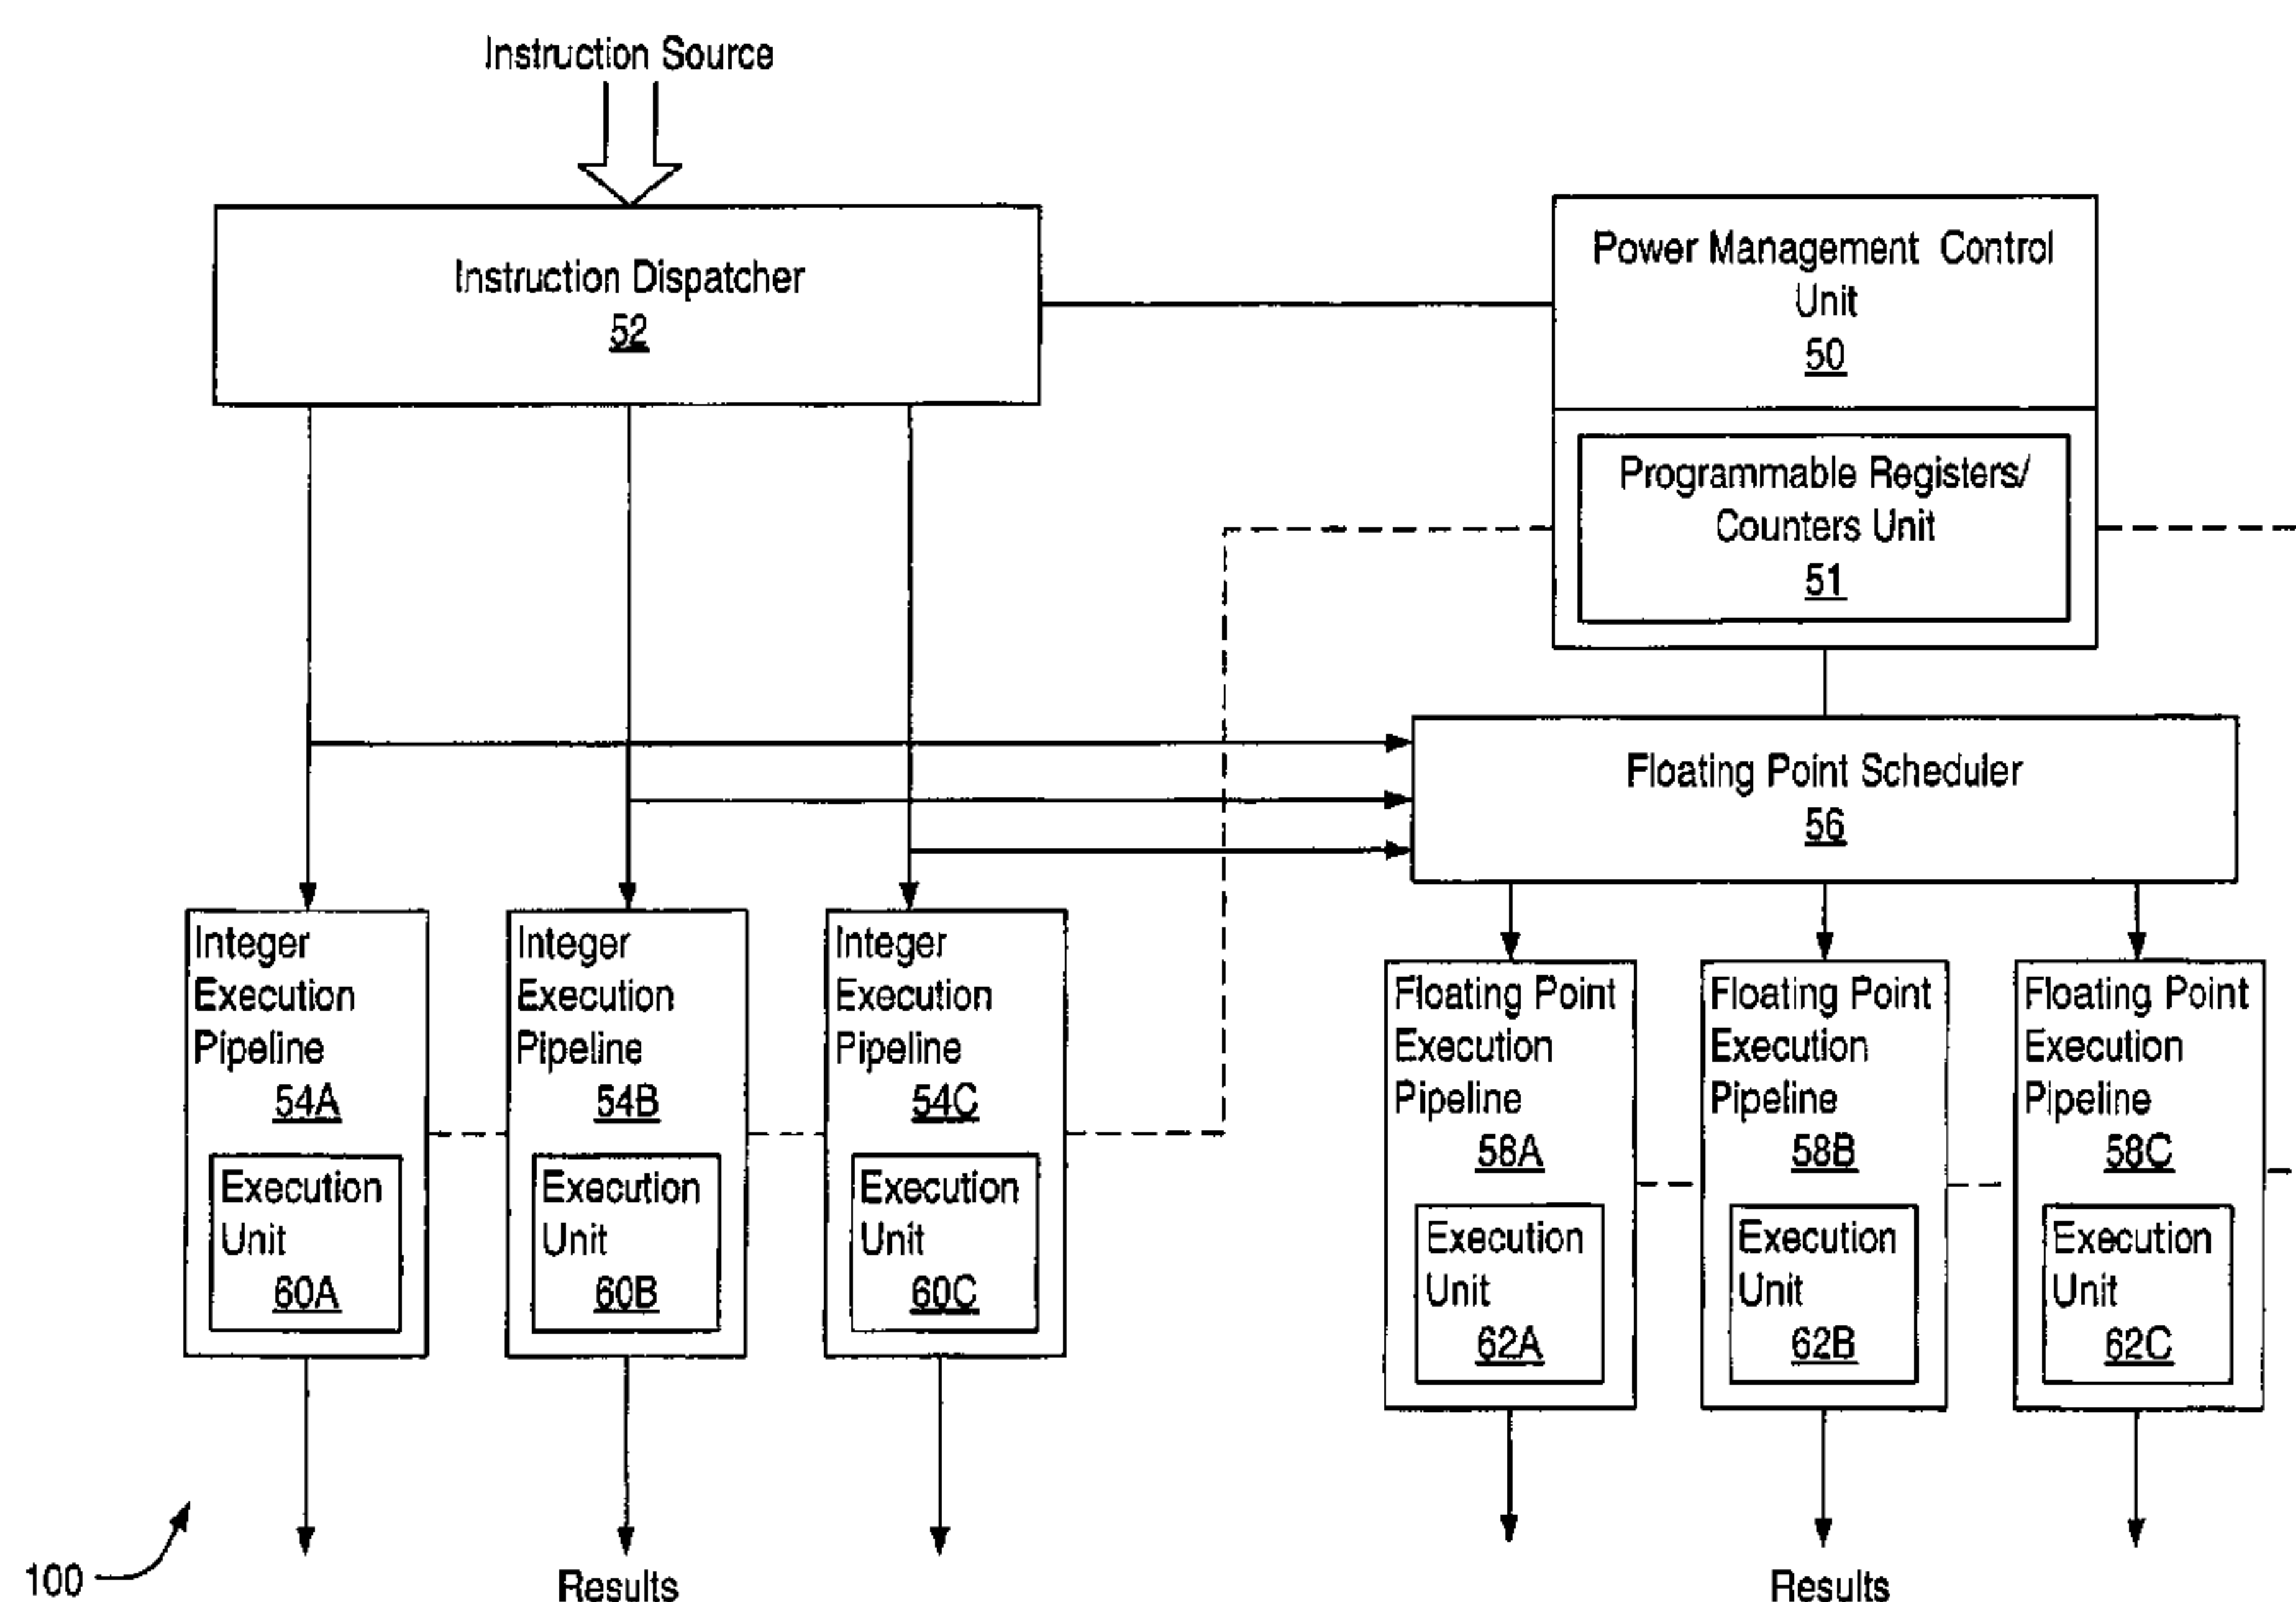 Instruction Source
Instruction Dispatcher
52
Power Management Control
Unit
50
Programmable Registers/
Counters Unit
51
Floating Point Scheduler
56
Integer
Execution
Pipeline
54A
Execution
Unit
60A
Integer
Execution
Pipeline
54B
Execution
Unit
60B
Integer
Execution
Pipeline
54C
Execution
Unit
60C
Floating Point
Execution
Pipeline
58A
Execution
Unit
62A
Floating Point
Execution
Pipeline
58B
Execution
Unit
62B
Floating Point
Execution
Pipeline
58C
Execution
Unit
62C
100
Results
Results